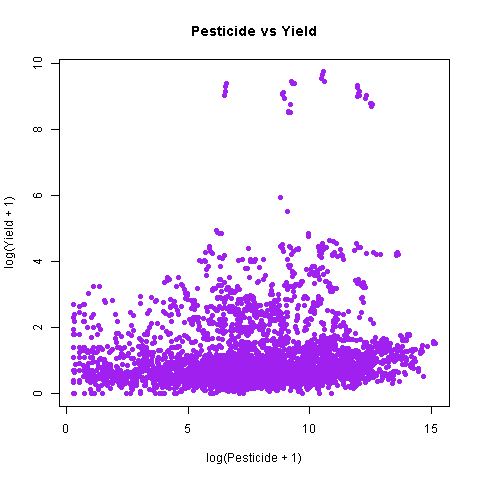 Pesticide vs Yield
log(Yield + 1)
10
8
6
4
2
0
0 5 10 15
log(Pesticide + 1)